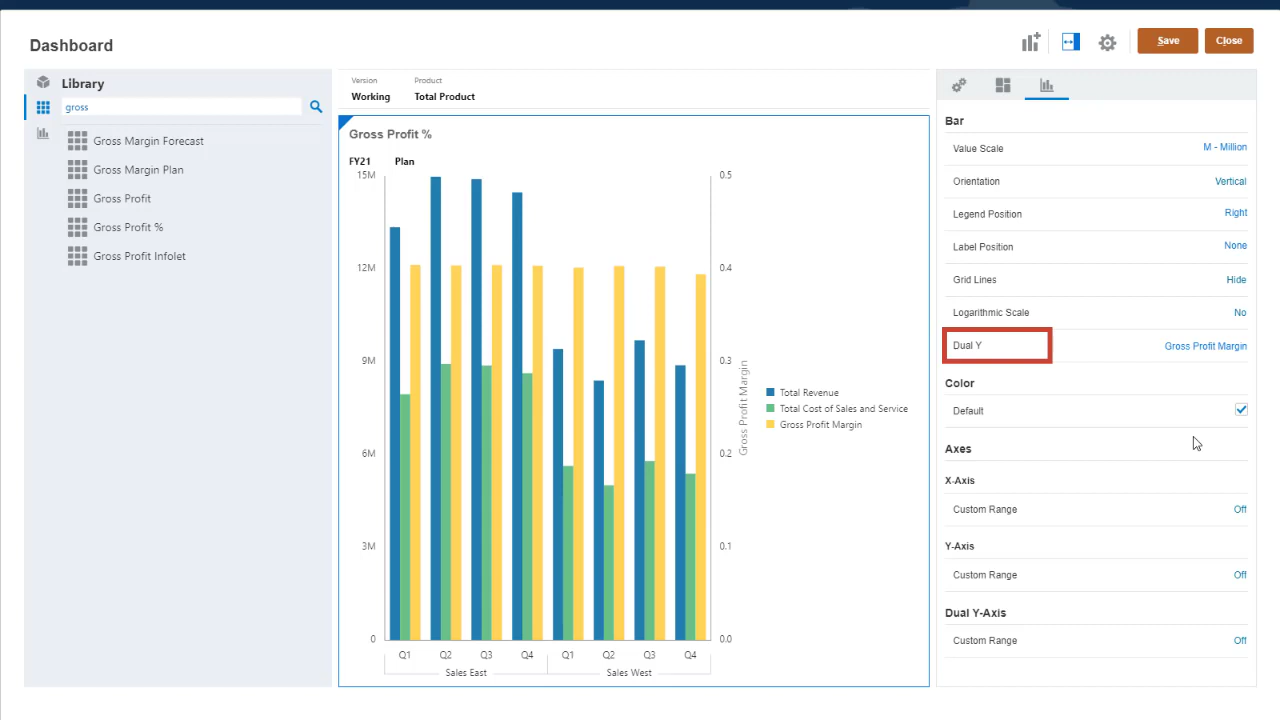 Dashboard
Save
Close
Library
gross
Gross Margin Forecast
Gross Margin Plan
Gross Profit
Gross Profit %
Gross Profit Infolet
Version
Product
Working
Total Product
Gross Profit %
FY21 Plan
15M
12M
9M
6M
3M
0
0.5
0.4
0.3
0.2
0.1
0.0
Gross Profit Margin
Q1 Q2 Q3 Q4 Q1 Q2 Q3 Q4
Sales East Sales West
Total Revenue
Total Cost of Sales and Service
Gross Profit Margin
Bar
Value Scale M - Million
Orientation Vertical
Legend Position Right
Label Position None
Grid Lines Hide
Logarithmic Scale No
Dual Y Gross Profit Margin
Color
Default
Axes
X-Axis
Custom Range Off
Y-Axis
Custom Range Off
Dual Y-Axis
Custom Range Off